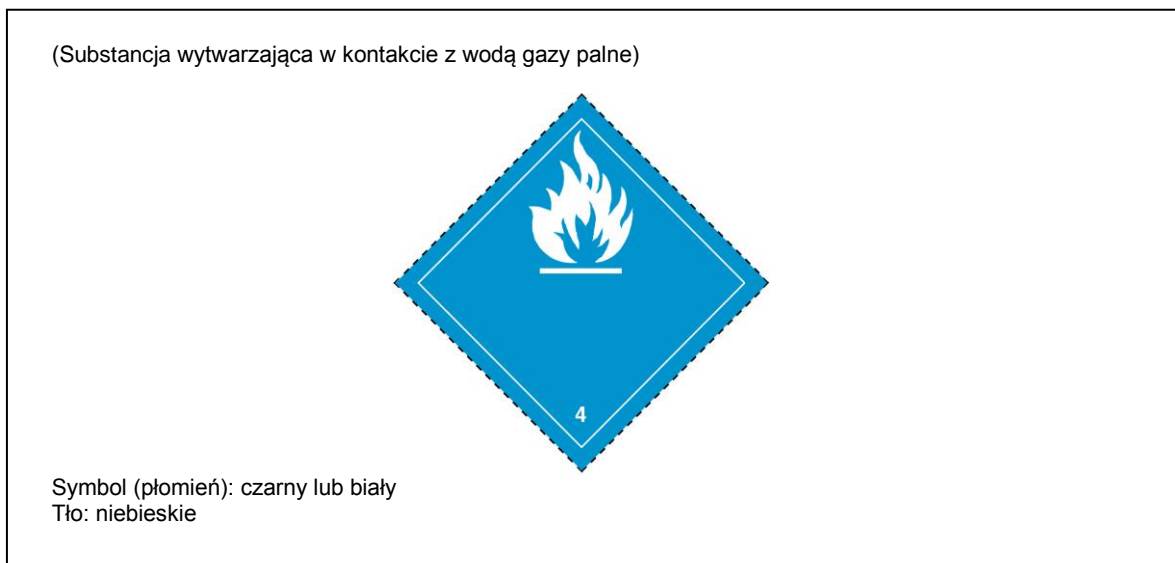 (Substancja wytwarzająca w kontakcie z wodą gazy palne)
4
Symbol (płomień): czarny lub biały
Tło: niebieskie